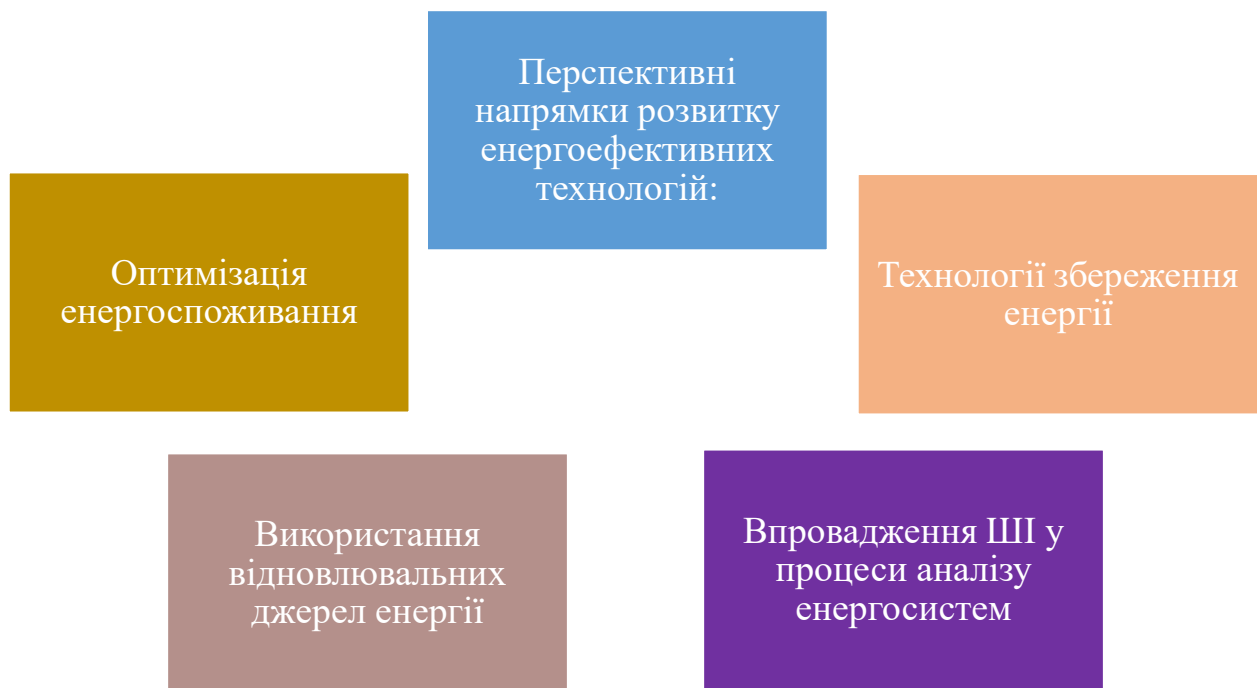 Перспективні
напрямки розвитку
енергоефективних
технологій:
Оптимізація
енергоспоживання
Технології збереження
енергії
Використання
відновлювальних
джерел енергії
Впровадження ШІ у
процеси аналізу
енергосистем